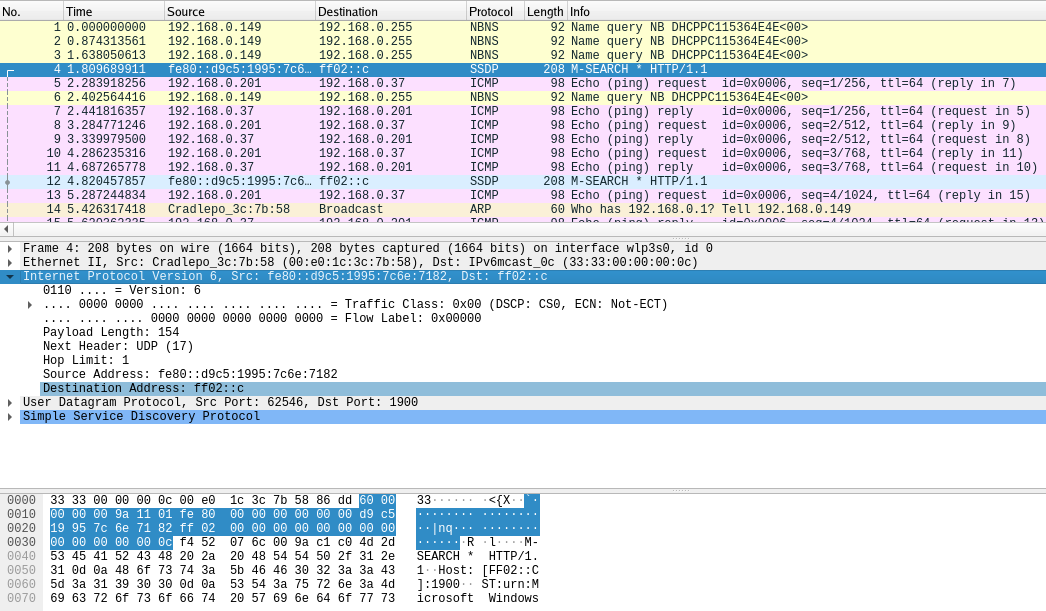 No. Time Source Destination Protocol Length Info
1 0.000000000 192.168.0.149 192.168.0.255 NBNS 92 Name query NB DHCPPC115364E4E<00>
2 0.874313561 192.168.0.149 192.168.0.255 NBNS 92 Name query NB DHCPPC115364E4E<00>
3 1.638050613 192.168.0.149 192.168.0.255 NBNS 92 Name query NB DHCPPC115364E4E<00>
4 1.809689911 fe80::d9c5:1995:7c6… ff02::c SSDP 208 M-SEARCH * HTTP/1.1
5 2.283918256 192.168.0.201 192.168.0.37 ICMP 98 Echo (ping) request id=0x0006, seq=1/256, ttl=64 (reply in 7)
6 2.402564416 192.168.0.149 192.168.0.255 NBNS 92 Name query NB DHCPPC115364E4E<00>
7 2.441816357 192.168.0.37 192.168.0.201 ICMP 98 Echo (ping) reply id=0x0006, seq=1/256, ttl=64 (request in 5)
8 3.284771246 192.168.0.201 192.168.0.37 ICMP 98 Echo (ping) request id=0x0006, seq=2/512, ttl=64 (reply in 9)
9 3.339979500 192.168.0.37 192.168.0.201 ICMP 98 Echo (ping) reply id=0x0006, seq=2/512, ttl=64 (request in 8)
10 4.286235316 192.168.0.201 192.168.0.37 ICMP 98 Echo (ping) request id=0x0006, seq=3/768, ttl=64 (reply in 11)
11 4.687265778 192.168.0.37 192.168.0.201 ICMP 98 Echo (ping) reply id=0x0006, seq=3/768, ttl=64 (request in 10)
12 4.820457857 fe80::d9c5:1995:7c6… ff02::c SSDP 208 M-SEARCH * HTTP/1.1
13 5.287244834 192.168.0.201 192.168.0.37 ICMP 98 Echo (ping) request id=0x0006, seq=4/1024, ttl=64 (reply in 15)
14 5.426317418 Cradlepo_3c:7b:58 Broadcast ARP 60 Who has 192.168.0.1? Tell 192.168.0.149
Frame 4: 208 bytes on wire (1664 bits), 208 bytes captured (1664 bits) on interface wlp3s0, id 0
Ethernet II, Src: Cradlepo_3c:7b:58 (00:e0:1c:3c:7b:58), Dst: IPv6mcast_0c (33:33:00:00:00:0c)
Internet Protocol Version 6, Src: fe80::d9c5:1995:7c6e:7182, Dst: ff02::c
0110 .... = Version: 6
.... 0000 0000 .... .... .... .... .... = Traffic Class: 0x00 (DSCP: CS0, ECN: Not-ECT)
.... .... .... 0000 0000 0000 0000 0000 = Flow Label: 0x00000
Payload Length: 154
Next Header: UDP (17)
Hop Limit: 1
Source Address: fe80::d9c5:1995:7c6e:7182
Destination Address: ff02::c
User Datagram Protocol, Src Port: 62546, Dst Port: 1900
Simple Service Discovery Protocol
0000 33 33 00 00 00 0c 00 e0 1c 3c 7b 58 86 dd 60 00 33······ ·<{X··`·
0010 00 00 00 9a 11 01 fe 80 00 00 00 00 00 00 d9 c5 ········ ········
0020 19 95 7c 6e 71 82 ff 02 00 00 00 00 00 00 00 00 ··|nq··· ········
0030 00 00 00 00 00 0c f4 52 07 6c 00 9a c1 c0 4d 2d ·······R ·l····M-
0040 53 45 41 52 43 48 20 2a 20 48 54 54 50 2f 31 2e SEARCH * HTTP/1.
0050 31 0d 0a 48 6f 73 74 3a 5b 46 46 30 32 3a 3a 43 1··Host: [FF02::C
0060 5d 3a 31 39 30 30 0d 0a 53 54 3a 75 72 6e 3a 4d ]:1900·· ST:urn:M
0070 69 63 72 6f 73 6f 66 74 20 57 69 6e 64 6f 77 73 icrosoft Windows